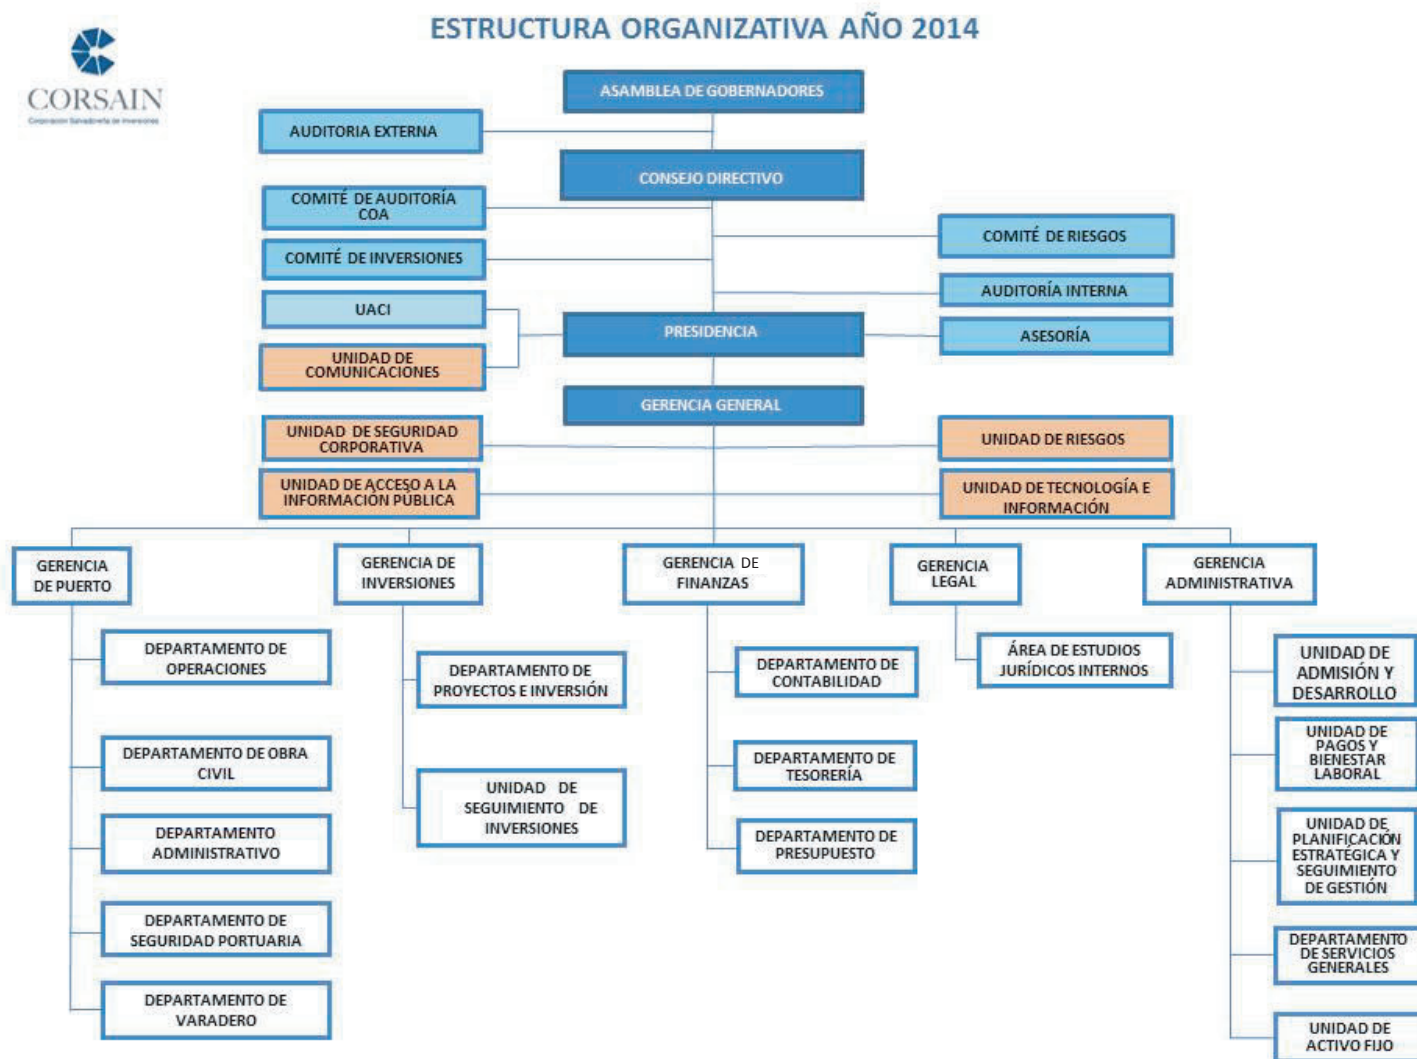 ESTRUCTURA ORGANIZATIVA AÑO 2014
CORSAIN
Corporación Salvadoreña de Inversiones
ASAMBLEA DE GOBERNADORES
AUDITORIA EXTERNA
CONSEJO DIRECTIVO
COMITÉ DE AUDITORÍA
COA
COMITÉ DE RIESGOS
COMITÉ DE INVERSIONES
AUDITORÍA INTERNA
UACI
PRESIDENCIA
ASESORÍA
UNIDAD DE
COMUNICACIONES
GERENCIA GENERAL
UNIDAD DE SEGURIDAD
CORPORATIVA
UNIDAD DE RIESGOS
UNIDAD DE ACCESO A LA
INFORMACIÓN PÚBLICA
UNIDAD DE TECNOLOGÍA E
INFORMACIÓN
GERENCIA
DE PUERTO
GERENCIA DE
INVERSIONES
GERENCIA DE
FINANZAS
GERENCIA
LEGAL
GERENCIA
ADMINISTRATIVA
DEPARTAMENTO DE
OPERACIONES
DEPARTAMENTO DE OBRA
CIVIL
DEPARTAMENTO
ADMINISTRATIVO
DEPARTAMENTO DE
SEGURIDAD PORTUARIA
DEPARTAMENTO DE
VARADERO
DEPARTAMENTO DE
PROYECTOS E INVERSIÓN
UNIDAD DE
SEGUIMIENTO DE
INVERSIONES
DEPARTAMENTO DE
CONTABILIDAD
DEPARTAMENTO DE
TESORERÍA
DEPARTAMENTO DE
PRESUPUESTO
ÁREA DE ESTUDIOS
JURÍDICOS INTERNOS
UNIDAD DE
ADMISIÓN Y
DESARROLLO
UNIDAD DE
PAGOS Y
BIENESTAR
LABORAL
UNIDAD DE
PLANIFICACIÓN
ESTRATÉGICA Y
SEGUIMIENTO
DE GESTIÓN
DEPARTAMENTO
DE SERVICIOS
GENERALES
UNIDAD DE
ACTIVO FIJO